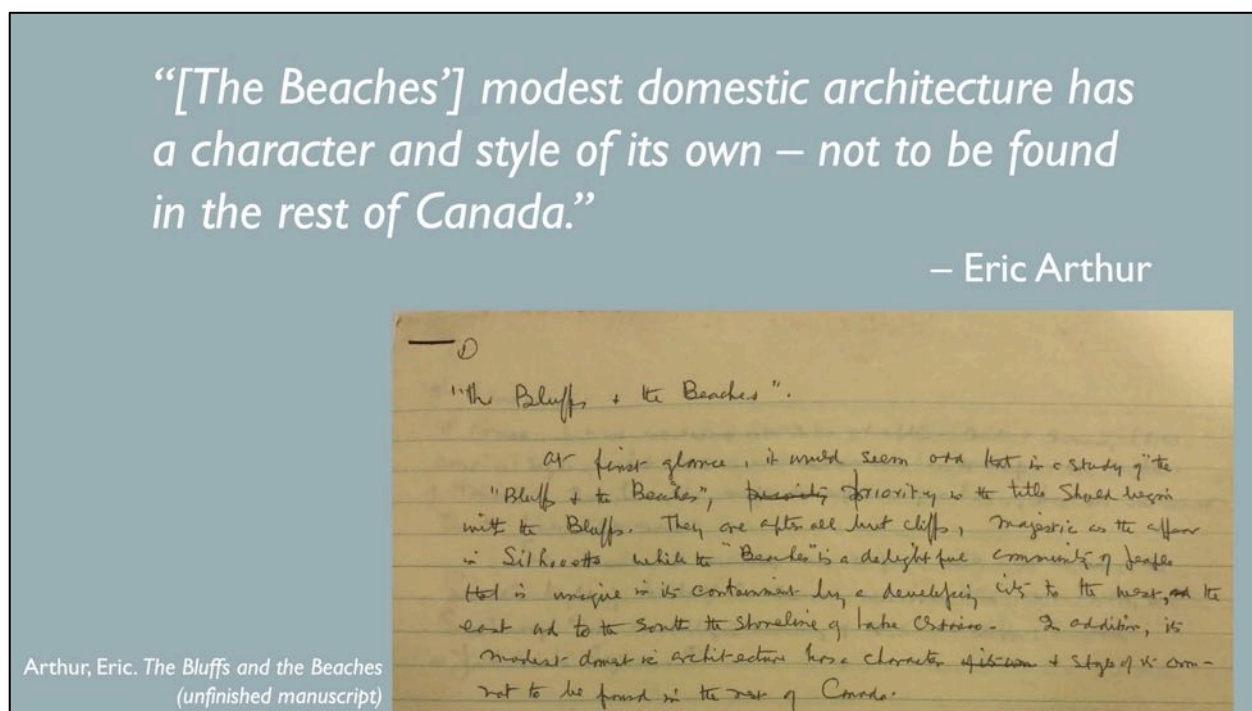 “[The Beaches’] modest domestic architecture has
a character and style of its own – not to be found
in the rest of Canada.”
– Eric Arthur
"The Bluffs + the Beaches".
at first glance, it would seem odd that in a study of "the
"Bluffs + the Beaches", priority in the title should begin
with the Bluffs. They are after all but cliffs, majestic as the
in Silhouette while the "Beaches" is a delightful community of people
that is unique in its containment by a developing city to the west, the
east and to the South the shoreline of Lake Ontario. In addition, its
modest domestic architecture has a character + style of its own –
not to be found in the rest of Canada.
Arthur, Eric. The Bluffs and the Beaches
(unfinished manuscript)